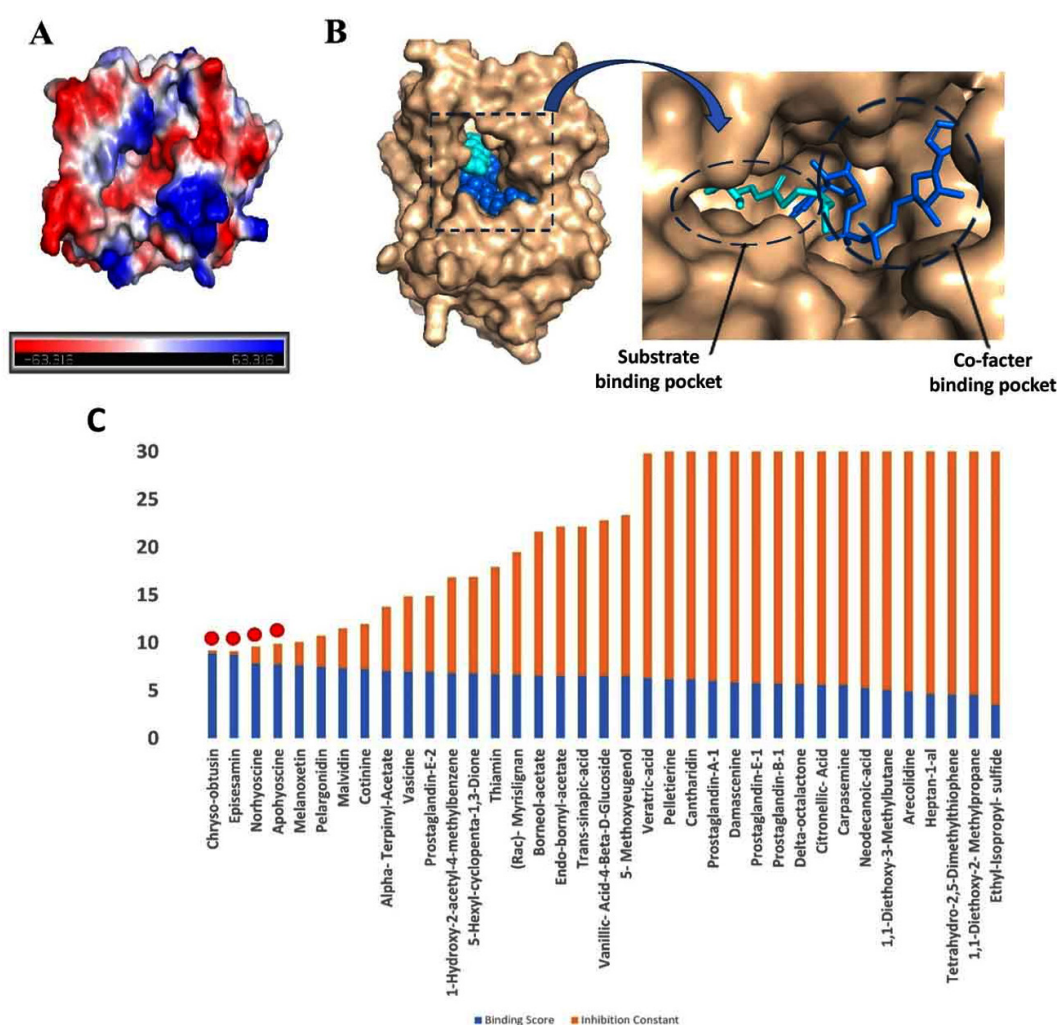 A
B
-63.316
63.316
Substrate
binding pocket
Co-facter
binding pocket
C
30
25
20
15
10
5
0
Chryso-obtusin
Episesamin
Norhyoscine
Apohyoscine
Melanoxetin
Pelargonidin
Malvidin
Cotinine
Alpha- Terpinyl-Acetate
Vasicine
Prostaglandin-E-2
1-Hydroxy-2-acetyl-4-methylbenzene
5-Hexyl-cyclopenta-1,3-Dione
Thiamin
(Rac)- Myrislignan
Borneol-acetate
Endo-bornyl-acetate
Trans-sinapic-acid
Vanillic- Acid-4-Beta-D-Glucoside
5- Methoxyeugenol
Veratric-acid
Pelletierine
Cantharidin
Prostaglandin-A-1
Damascenine
Prostaglandin-E-1
Prostaglandin-B-1
Delta-octalactone
Citronellic- Acid
Carpasemine
Neodecanoic-acid
1,1-Diethoxy-3-Methylbutane
Arecolidine
Heptan-1-al
Tetrahydro-2,5-Dimethylthiophene
1,1-Diethoxy-2- Methylpropane
Ethyl-Isopropyl- sulfide
Binding Score
Inhibition Constant